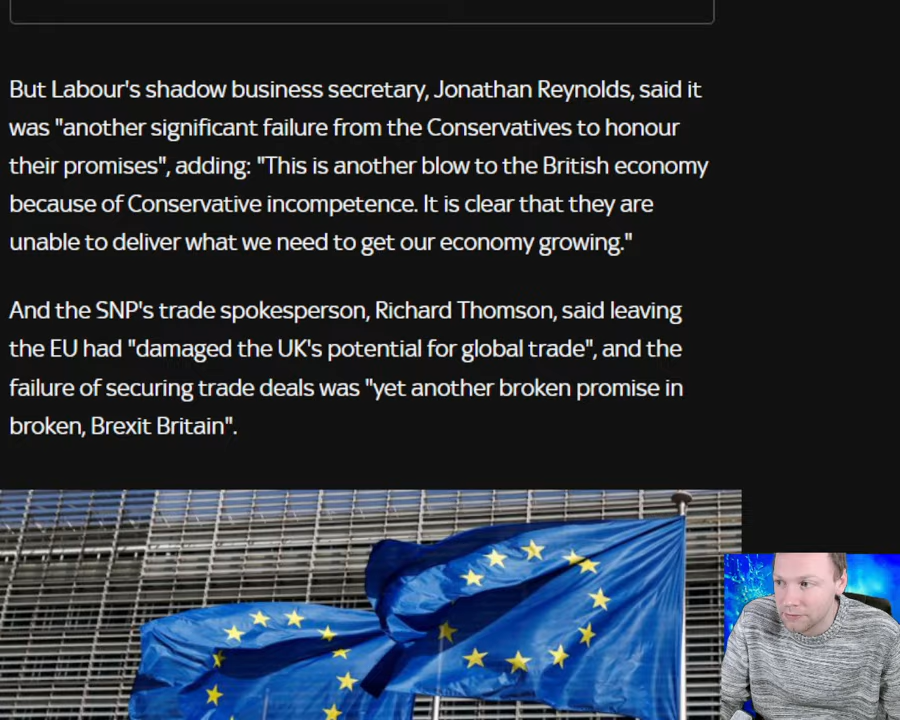 But Labour's shadow business secretary, Jonathan Reynolds, said it
was "another significant failure from the Conservatives to honour
their promises", adding: "This is another blow to the British economy
because of Conservative incompetence. It is clear that they are
unable to deliver what we need to get our economy growing."
And the SNP's trade spokesperson, Richard Thomson, said leaving
the EU had "damaged the UK's potential for global trade", and the
failure of securing trade deals was "yet another broken promise in
broken, Brexit Britain".